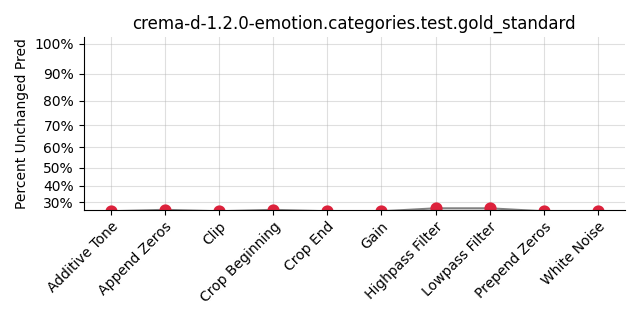 crema-d-1.2.0-emotion.categories.test.gold_standard
Percent Unchanged Pred
100%
90%
80%
70%
60%
50%
40%
30%
Additive Tone
Append Zeros
Clip
Crop Beginning
Crop End
Gain
Highpass Filter
Lowpass Filter
Prepend Zeros
White Noise